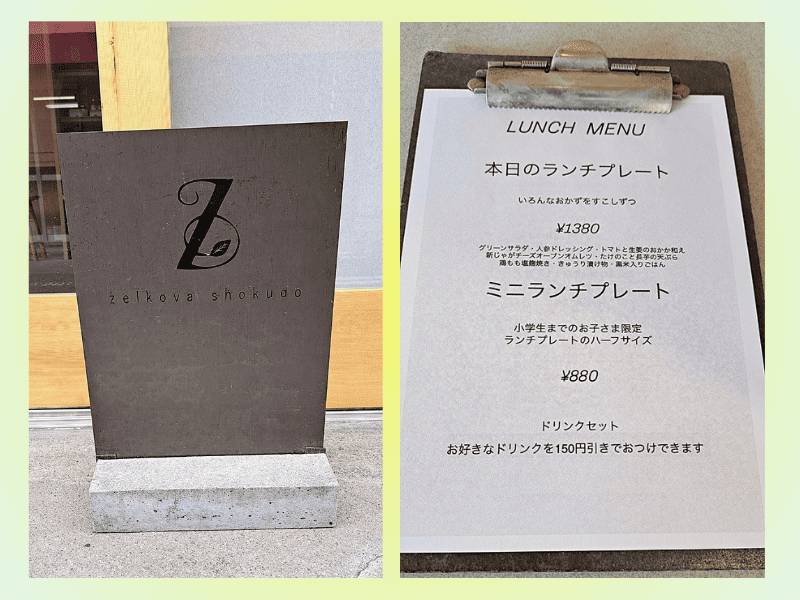 Z
zelkova shokudo
LUNCH MENU
本日のランチプレート
いろんなおかずをすこしずつ
¥1380
グリーンサラダ・人参ドレッシング・トマトと生姜のおかか和え
新じゃがチーズオープンオムレツ・たけのこと長芋の天ぷら
鶏もも塩麹焼き・きゅうり漬け物・黒米入りごはん
ミニランチプレート
小学生までのお子さま限定
ランチプレートのハーフサイズ
¥880
ドリンクセット
お好きなドリンクを150円引きでおつけできます